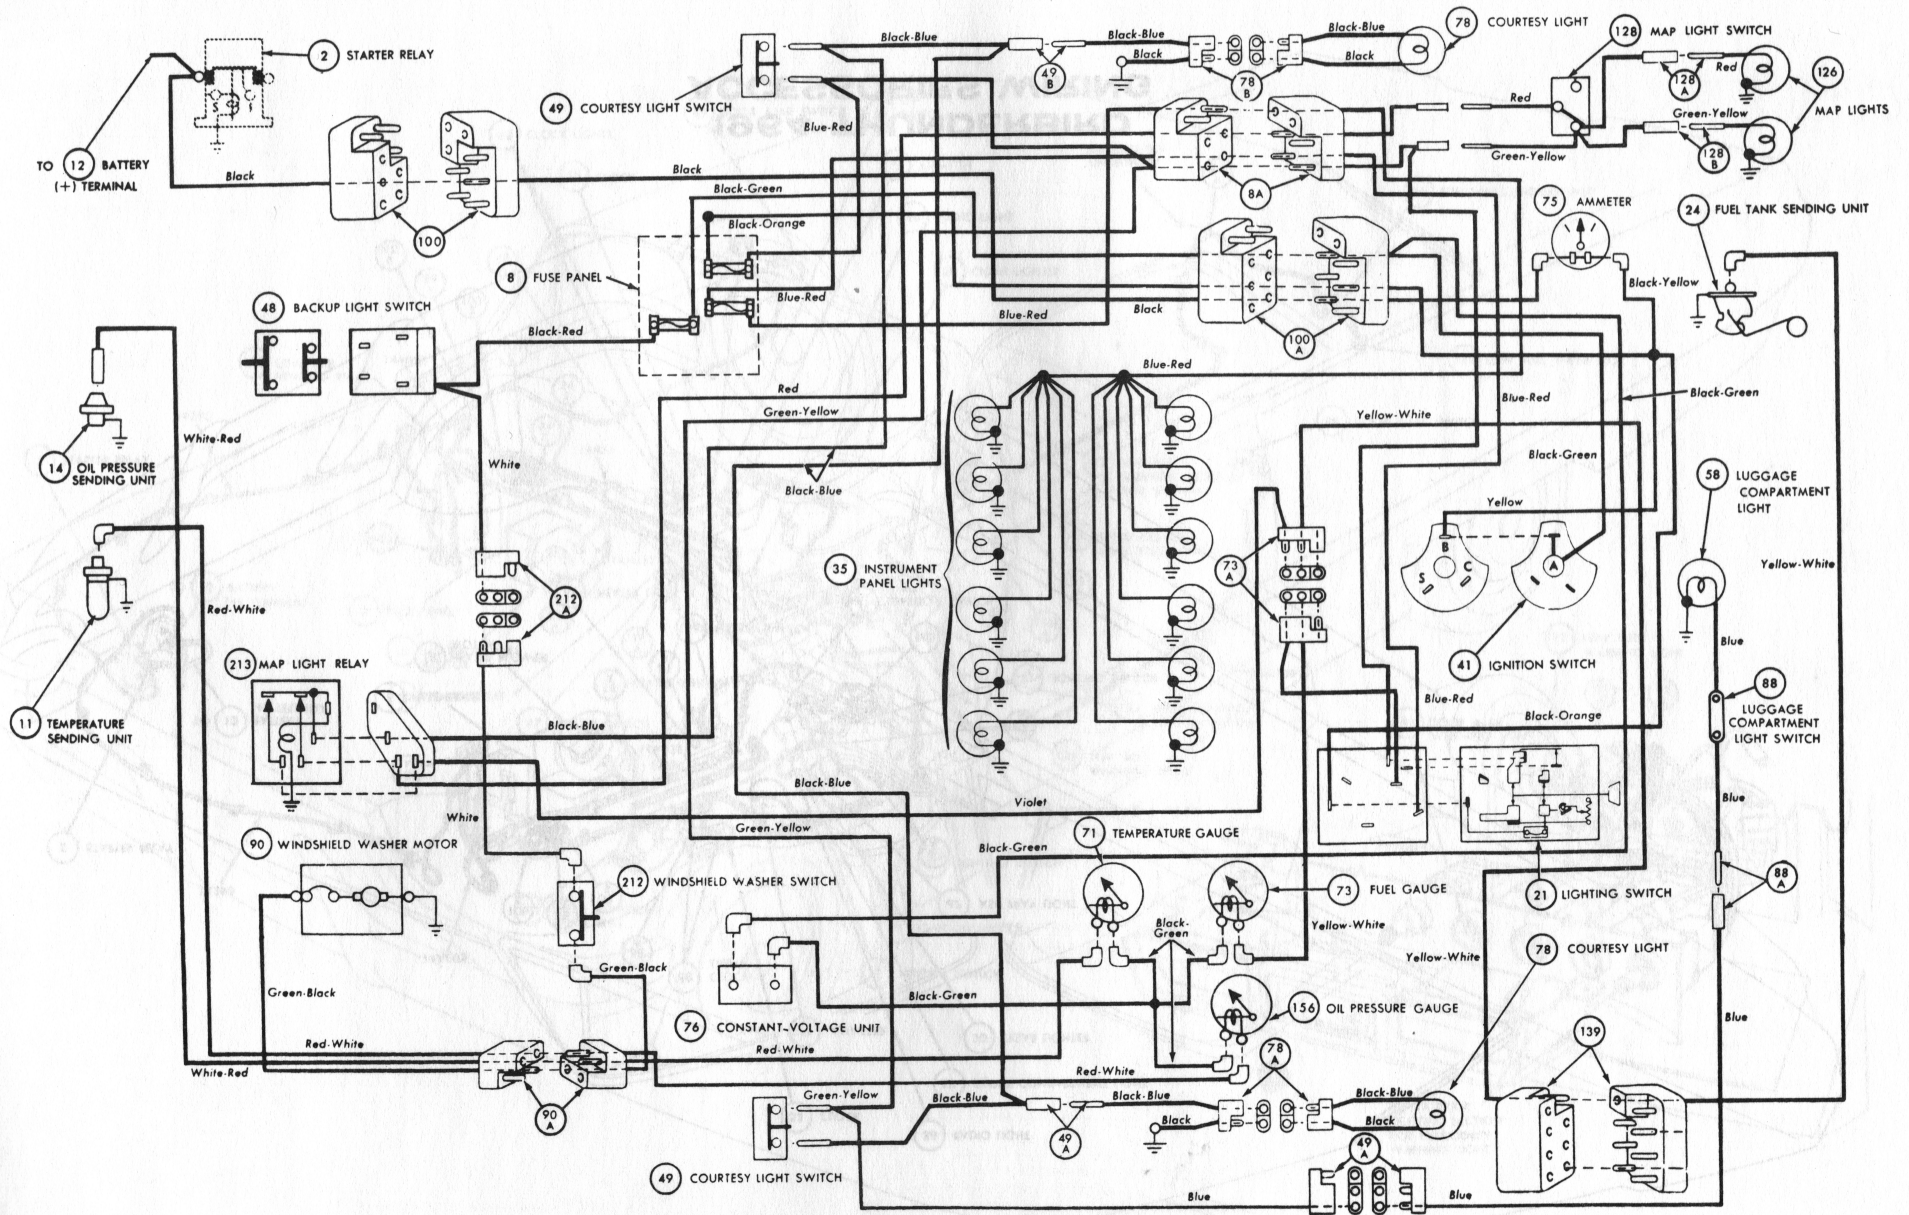 2 STARTER RELAY
TO 12 BATTERY
(+) TERMINAL
S
I
Black
100
49 COURTESY LIGHT SWITCH
Black-Blue
Blue-Red
49
B
Black-Blue
Black
78
B
Black-Blue
Black
78 COURTESY LIGHT
128 MAP LIGHT SWITCH
128
A
Red
126
MAP LIGHTS
Red
Green-Yellow
128
B
Green-Yellow
8A
Black
Black-Green
Black-Orange
8 FUSE PANEL
Blue-Red
Blue-Red
Black
Black-Red
100
A
75 AMMETER
Black-Yellow
24 FUEL TANK SENDING UNIT
48 BACKUP LIGHT SWITCH
14 OIL PRESSURE
SENDING UNIT
White-Red
White
Red
Green-Yellow
Black-Blue
Blue-Red
Yellow-White
Blue-Red
Black-Green
Black-Green
Yellow
B
S
C
A
41 IGNITION SWITCH
58 LUGGAGE
COMPARTMENT
LIGHT
Yellow-White
Blue
88
LUGGAGE
COMPARTMENT
LIGHT SWITCH
35 INSTRUMENT
PANEL LIGHTS
73
A
Red-White
212
A
213 MAP LIGHT RELAY
11 TEMPERATURE
SENDING UNIT
Black-Blue
Blue-Red
Black-Orange
Black-Blue
Violet
Blue
White
Green-Yellow
90 WINDSHIELD WASHER MOTOR
71 TEMPERATURE GAUGE
Black-Green
212 WINDSHIELD WASHER SWITCH
73 FUEL GAUGE
21 LIGHTING SWITCH
88
A
Black-
Green
Yellow-White
Yellow-White
78 COURTESY LIGHT
Green-Black
Green-Black
Black-Green
76 CONSTANT-VOLTAGE UNIT
156 OIL PRESSURE GAUGE
Blue
139
Red-White
White-Red
Red-White
Red-White
78
A
90
A
Green-Yellow
Black-Blue
Black-Blue
Black
Black-Blue
Black
49
A
49
A
49 COURTESY LIGHT SWITCH
Blue
Blue